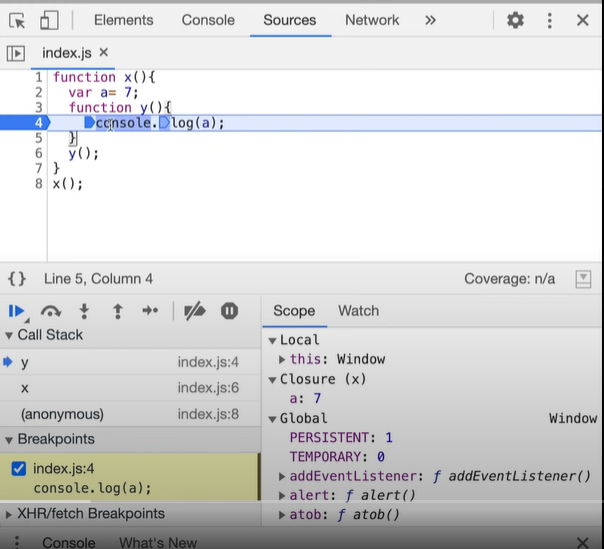 Elements Console Sources Network »
index.js ×
1 function x(){
2 var a= 7;
3 function y(){
4 console.log(a);
5 }
6 y();
7 }
8 x();
{} Line 5, Column 4 Coverage: n/a
Scope Watch
Call Stack
y index.js:4
x index.js:6
(anonymous) index.js:8
Breakpoints
index.js:4
console.log(a);
XHR/fetch Breakpoints
Local
this: Window
Closure (x)
a: 7
Global Window
PERSISTENT: 1
TEMPORARY: 0
addEventListener: ƒ addEventListener()
alert: ƒ alert()
atob: ƒ atob()
Console What's New